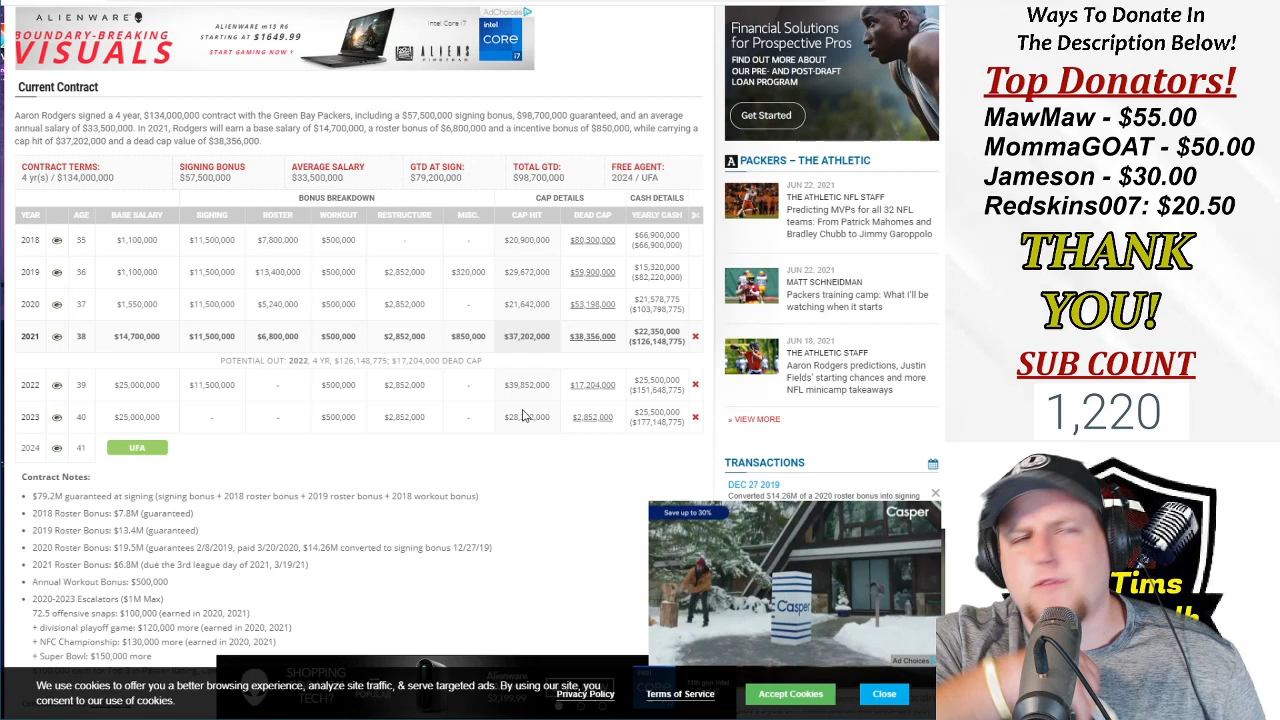 ALIENWARE
BOUNDARY-BREAKING
VISUALS
ALIENWARE m15 R6
STARTING AT $1649.99
START GAMING NOW
ALIENS
Intel Core i7
intel
CORE
i7
AdChoices
Current Contract
Aaron Rodgers signed a 4 year, $134,000,000 contract with the Green Bay Packers, including a $57,500,000 signing bonus, $98,700,000 guaranteed, and an average
annual salary of $33,500,000. In 2021, Rodgers will earn a base salary of $14,700,000, a roster bonus of $6,800,000 and a incentive bonus of $850,000, while carrying a
cap hit of $37,202,000 and a dead cap value of $38,356,000.
CONTRACT TERMS: SIGNING BONUS AVERAGE SALARY GTD AT SIGN: TOTAL GTD: FREE AGENT:
4 yr(s) / $134,000,000 $57,500,000 $33,500,000 $79,200,000 $98,700,000 2024 / UFA
BONUS BREAKDOWN CAP DETAILS CASH DETAILS
YEAR AGE BASE SALARY SIGNING ROSTER WORKOUT RESTRUCTURE MISC. CAP HIT DEAD CAP YEARLY CASH
2018 35 $1,100,000 $11,500,000 $7,800,000 $500,000 - - $20,900,000 $80,300,000 $66,900,000
($66,900,000)
2019 36 $1,100,000 $11,500,000 $13,400,000 $500,000 $2,852,000 $320,000 $29,672,000 $59,900,000 $15,320,000
($82,220,000)
2020 37 $1,550,000 $11,500,000 $5,240,000 $500,000 $2,852,000 - $21,642,000 $53,198,000 $21,578,775
($103,798,775)
2021 38 $14,700,000 $11,500,000 $6,800,000 $500,000 $2,852,000 $850,000 $37,202,000 $38,356,000 $22,350,000
($126,148,775)
POTENTIAL OUT: 2022, 4 YR, $126,148,775; $17,204,000 DEAD CAP
2022 39 $25,000,000 $11,500,000 - $500,000 $2,852,000 - $39,852,000 $17,204,000 $25,500,000
($151,648,775)
2023 40 $25,000,000 - - $500,000 $2,852,000 - $2,852,000 $25,500,000
($177,148,775)
2024 41 UFA
Contract Notes:
$79.2M guaranteed at signing (signing bonus + 2018 roster bonus + 2019 roster bonus + 2018 workout bonus)
2018 Roster Bonus: $7.8M (guaranteed)
2019 Roster Bonus: $13.4M (guaranteed)
2020 Roster Bonus: $19.5M (guarantees 2/8/2019, paid 3/20/2020, $14.26M converted to signing bonus 12/27/19)
2021 Roster Bonus: $6.8M (due the 3rd league day of 2021, 3/19/21)
Annual Workout Bonus: $500,000
2020-2023 Escalators ($1M Max)
72.5 offensive snaps: $100,000 (earned in 2020, 2021)
+ divisional playoff game: $120,000 more (earned in 2020, 2021)
+ NFC Championship: $130,000 more (earned in 2020, 2021)
+ Super Bowl: $150,000 more
SHOPPING
TECH?
We use cookies to offer you a better browsing experience, analyze site traffic, & serve targeted ads. By using our site, you
consent to our use of cookies.
Privacy Policy
Terms of Service
Accept Cookies
Close
Financial Solutions
for Prospective Pros
FIND OUT MORE ABOUT
OUR PRE- AND POST-DRAFT
LOAN PROGRAM
Get Started
A PACKERS – THE ATHLETIC
JUN 22, 2021
THE ATHLETIC NFL STAFF
Predicting MVPs for all 32 NFL
teams: From Patrick Mahomes and
Bradley Chubb to Jimmy Garoppolo
JUN 22, 2021
MATT SCHNEIDMAN
Packers training camp: What I'll be
watching when it starts
JUN 18, 2021
THE ATHLETIC STAFF
Aaron Rodgers predictions, Justin
Fields' starting chances and more
NFL minicamp takeaways
» VIEW MORE
TRANSACTIONS
DEC 27 2019
Converted $14.26M of a 2020 roster bonus into signing
Save up to 30%
Casper
Casper
Ad Choices
Ways To Donate In
The Description Below!
Top Donators!
MawMaw - $55.00
MommaGOAT - $50.00
Jameson - $30.00
Redskins007: $20.50
THANK
YOU!
SUB COUNT
1,220
Tims